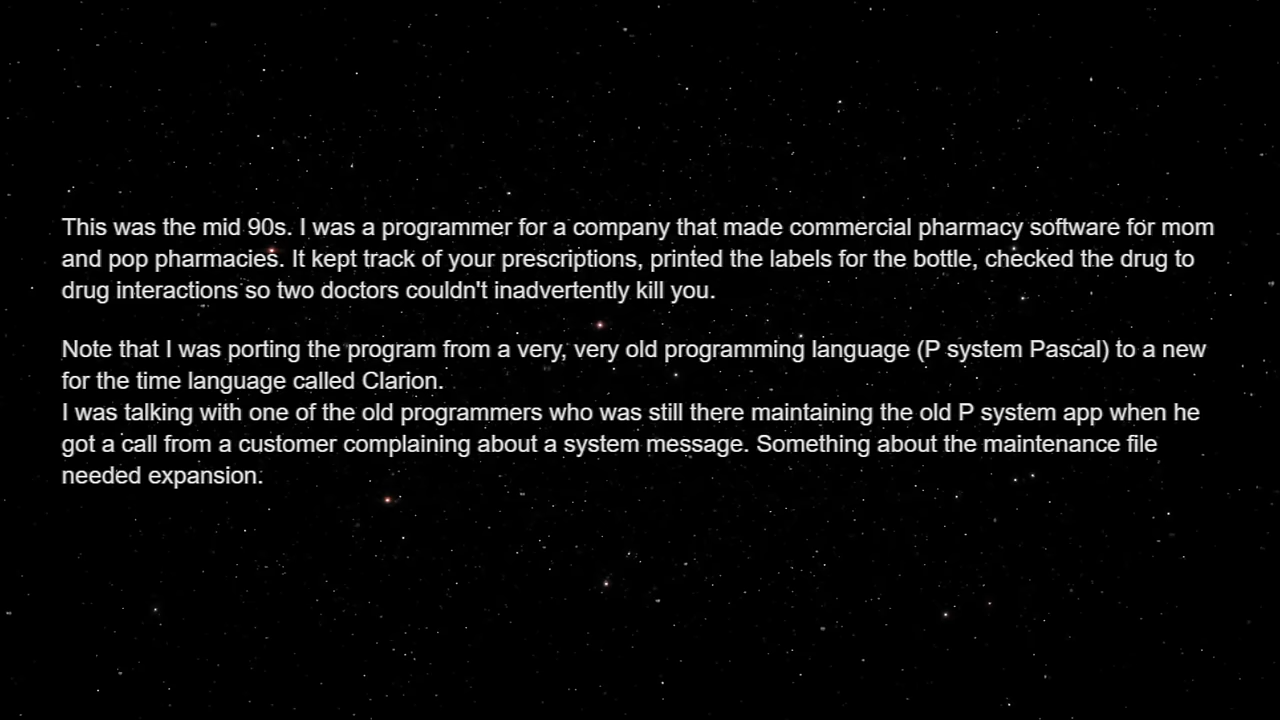 This was the mid 90s. I was a programmer for a company that made commercial pharmacy software for mom
and pop pharmacies. It kept track of your prescriptions, printed the labels for the bottle, checked the drug to
drug interactions so two doctors couldn't inadvertently kill you.
Note that I was porting the program from a very, very old programming language (P system Pascal) to a new
for the time language called Clarion.
I was talking with one of the old programmers who was still there maintaining the old P system app when he
got a call from a customer complaining about a system message. Something about the maintenance file
needed expansion.